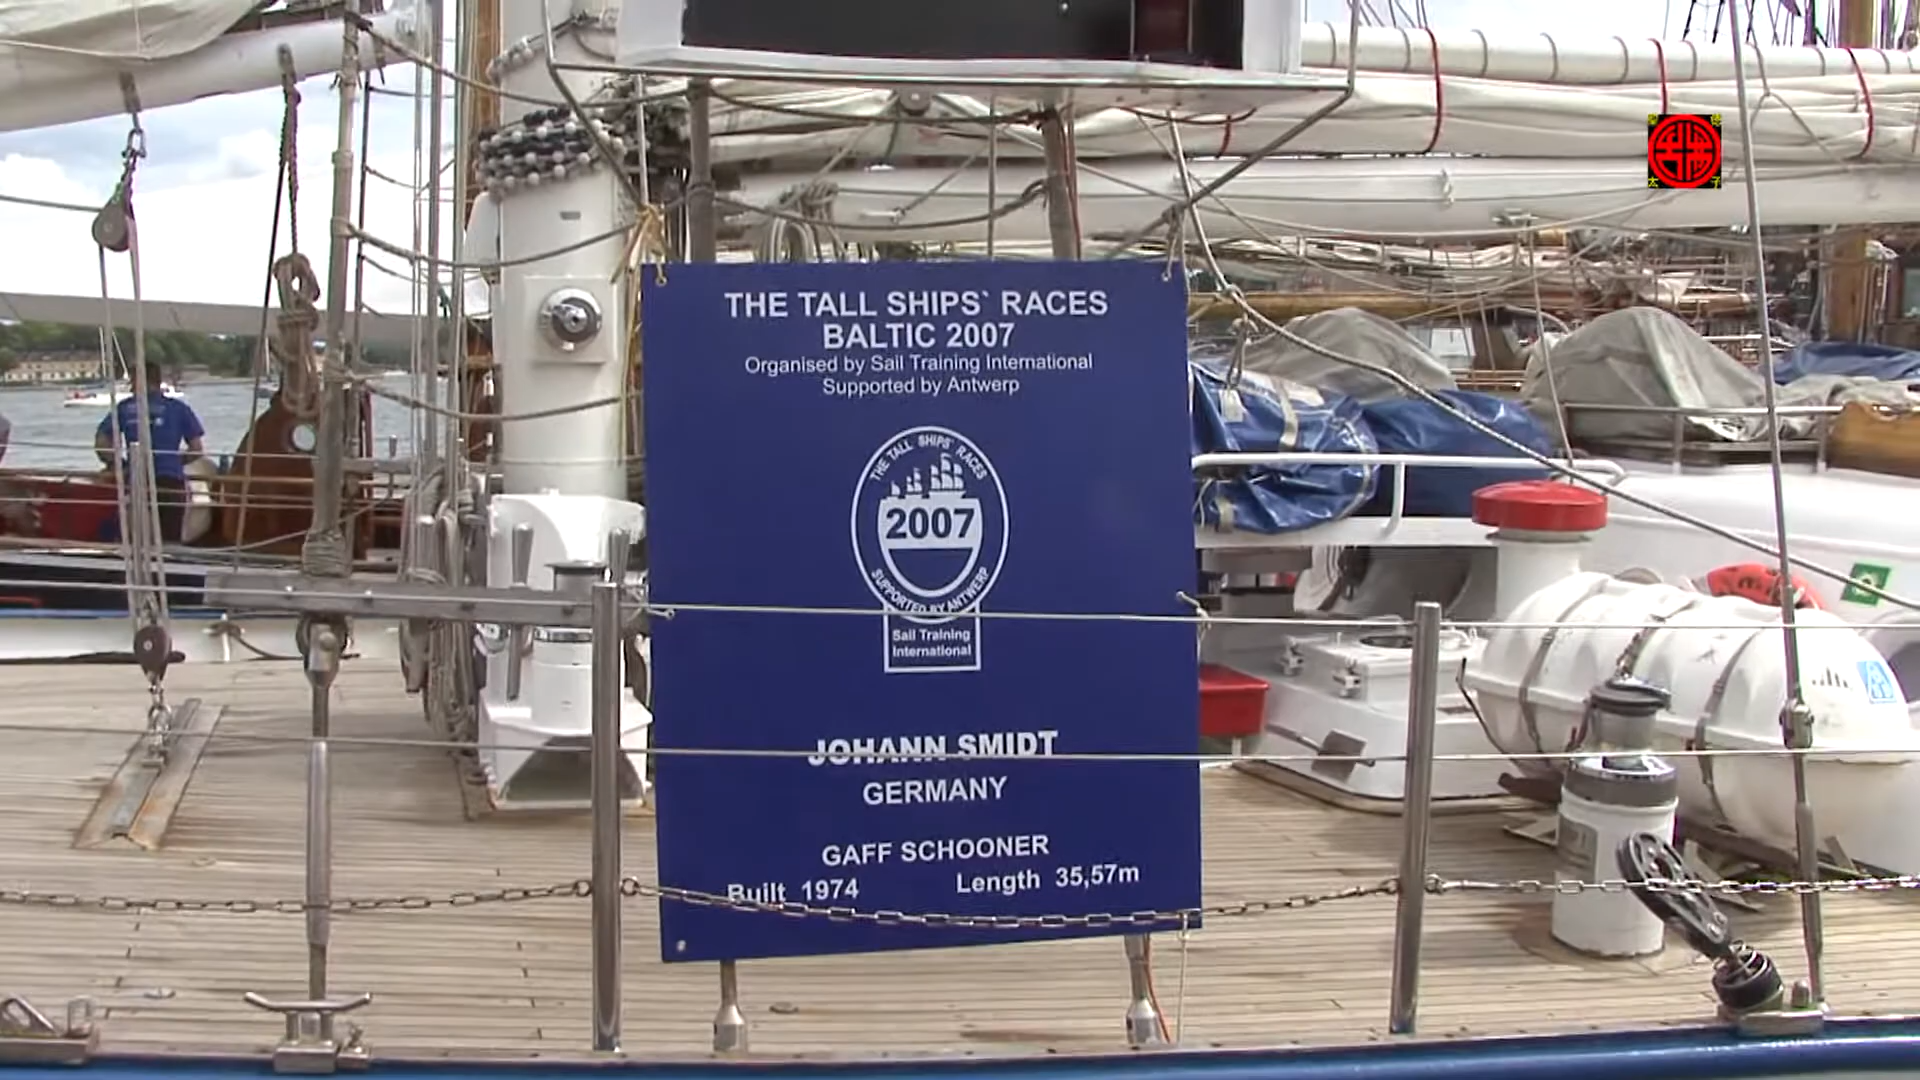 THE TALL SHIPS` RACES
BALTIC 2007
Organised by Sail Training International
Supported by Antwerp
THE TALL SHIPS` RACES
2007
SUPPORTED BY ANTWERP
Sail Training
International
JOHANN SMIDT
GERMANY
GAFF SCHOONER
Built 1974 Length 35,57m